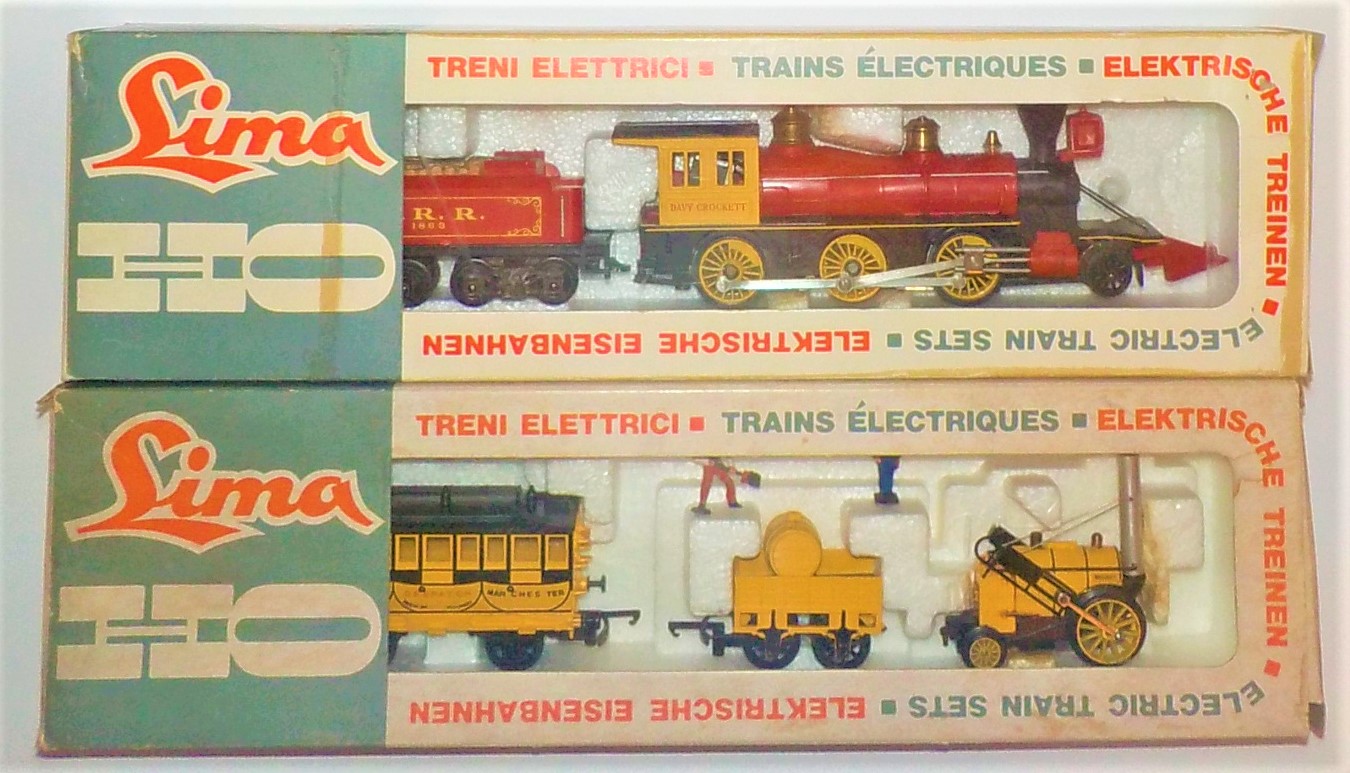 Lima
HO
TRENI ELETTRICI ▪ TRAINS ÉLECTRIQUES ▪ ELEKTRISCHE TREINEN ▪
ELECTRIC TRAIN SETS ▪ ELEKTRISCHE EISENBAHNEN
R. R.
DAVY CROCKETT
Lima
HO
TRENI ELETTRICI ▪ TRAINS ÉLECTRIQUES ▪ ELEKTRISCHE TREINEN ▪
ELECTRIC TRAIN SETS ▪ ELEKTRISCHE EISENBAHNEN
MANCHESTER